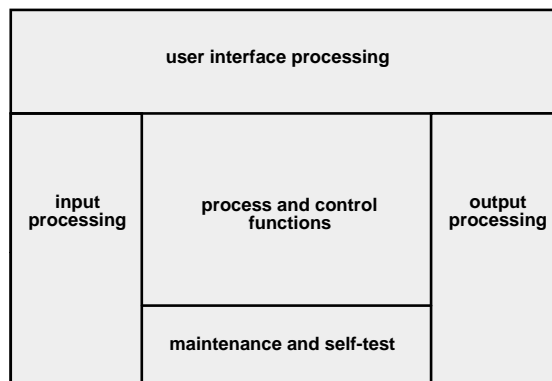 user interface processing
input
processing
process and control
functions
output
processing
maintenance and self-test